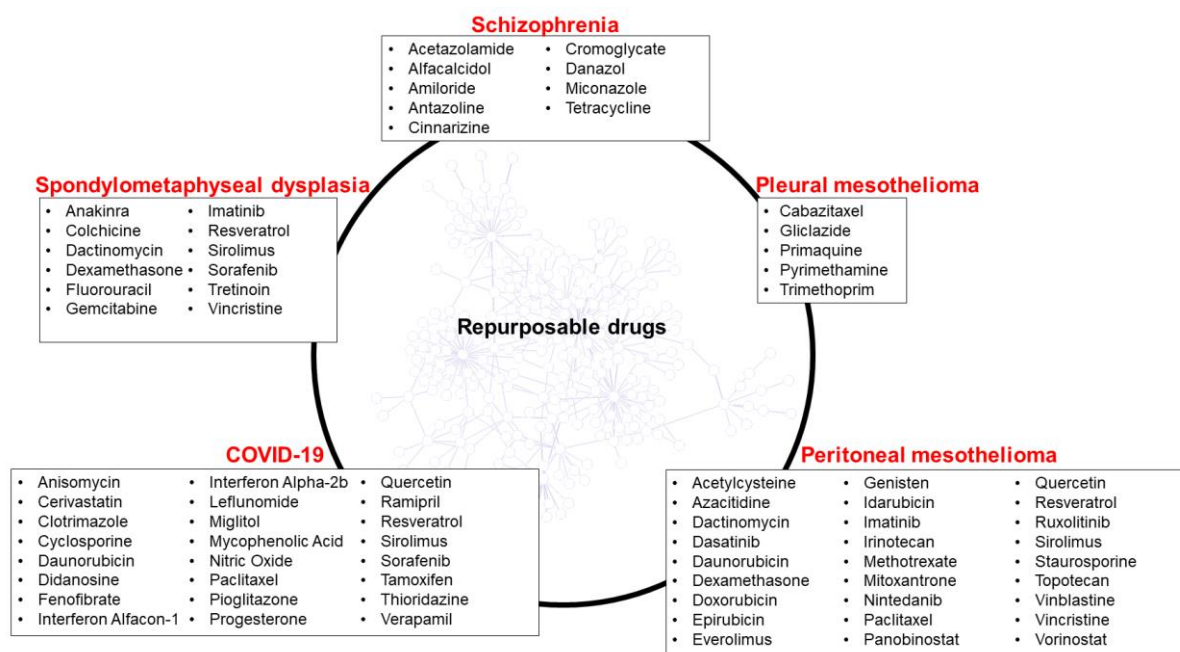 Schizophrenia
• Acetazolamide
• Alfacalcidol
• Amiloride
• Antazoline
• Cinnarizine
• Cromoglycate
• Danazol
• Miconazole
• Tetracycline
Spondylometaphyseal dysplasia
• Anakinra
• Colchicine
• Dactinomycin
• Dexamethasone
• Fluorouracil
• Gemcitabine
• Imatinib
• Resveratrol
• Sirolimus
• Sorafenib
• Tretinoin
• Vincristine
Pleural mesothelioma
• Cabazitaxel
• Gliclazide
• Primaquine
• Pyrimethamine
• Trimethoprim
Repurposable drugs
COVID-19
• Anisomycin
• Cerivastatin
• Clotrimazole
• Cyclosporine
• Daunorubicin
• Didanosine
• Fenofibrate
• Interferon Alfacon-1
• Interferon Alpha-2b
• Leflunomide
• Miglitol
• Mycophenolic Acid
• Nitric Oxide
• Paclitaxel
• Pioglitazone
• Progesterone
• Quercetin
• Ramipril
• Resveratrol
• Sirolimus
• Sorafenib
• Tamoxifen
• Thioridazine
• Verapamil
Peritoneal mesothelioma
• Acetylcysteine
• Azacitidine
• Dactinomycin
• Dasatinib
• Daunorubicin
• Dexamethasone
• Doxorubicin
• Epirubicin
• Everolimus
• Genisten
• Idarubicin
• Imatinib
• Irinotecan
• Methotrexate
• Mitoxantrone
• Nintedanib
• Paclitaxel
• Panobinostat
• Quercetin
• Resveratrol
• Ruxolitinib
• Sirolimus
• Staurosporine
• Topotecan
• Vinblastine
• Vincristine
• Vorinostat